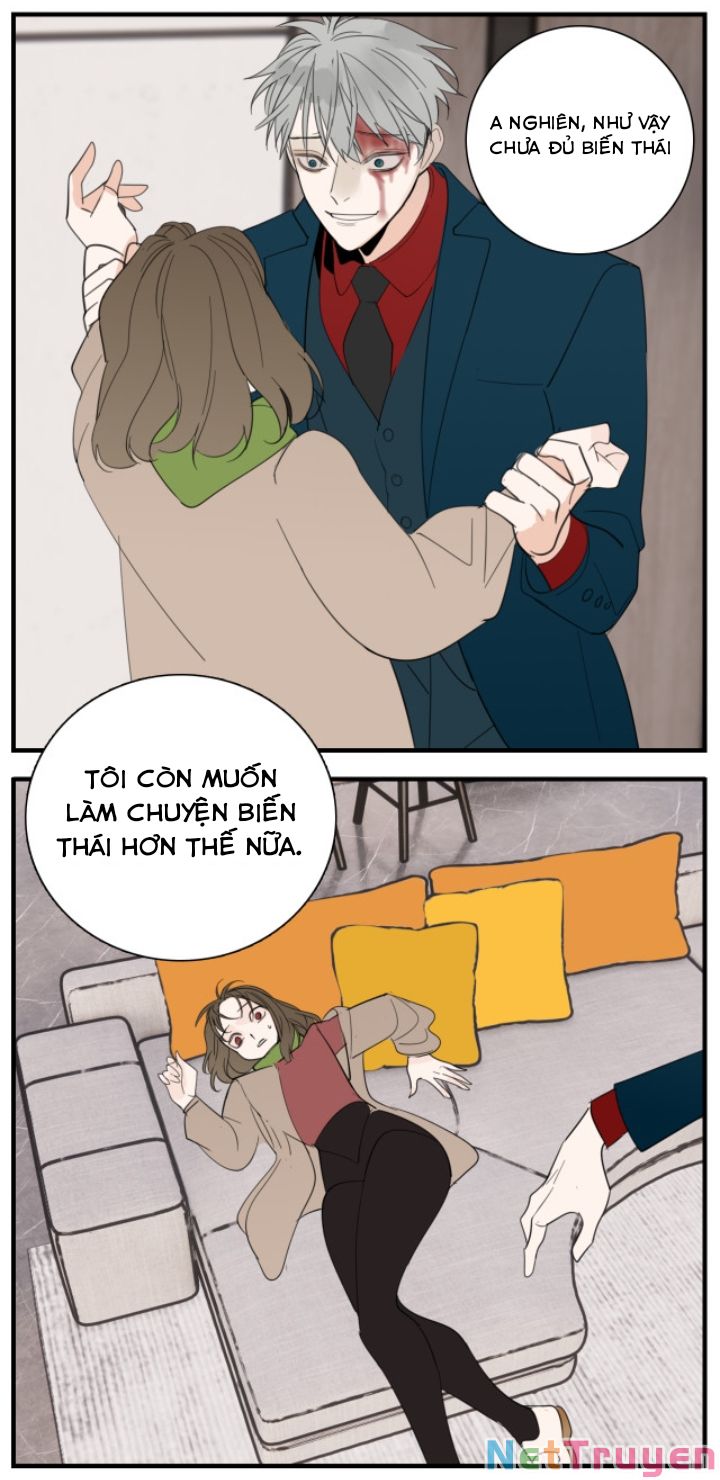 A NGHIÊN, NHƯ VẬY
CHƯA ĐỦ BIẾN THÁI
TÔI CÒN MUỐN
LÀM CHUYỆN BIẾN
THÁI HƠN THẾ NỮA.
NetTruyen